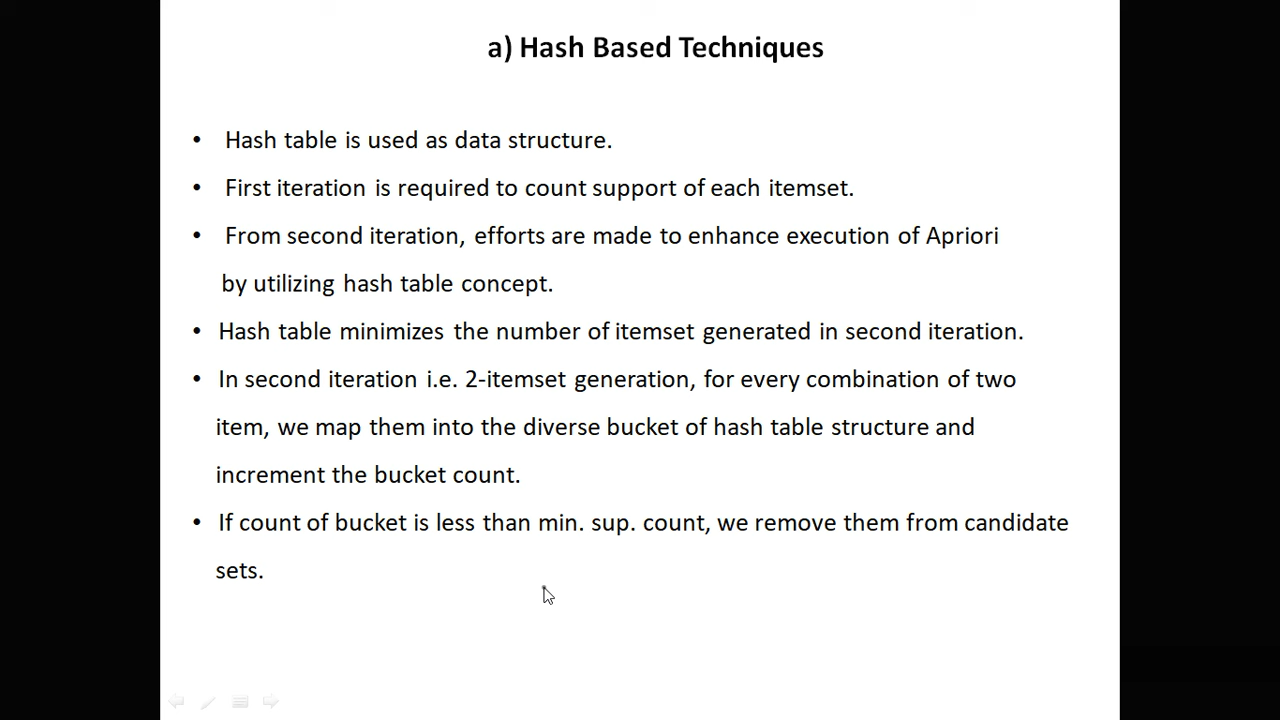 a) Hash Based Techniques
• Hash table is used as data structure.
• First iteration is required to count support of each itemset.
• From second iteration, efforts are made to enhance execution of Apriori
by utilizing hash table concept.
• Hash table minimizes the number of itemset generated in second iteration.
• In second iteration i.e. 2-itemset generation, for every combination of two
item, we map them into the diverse bucket of hash table structure and
increment the bucket count.
• If count of bucket is less than min. sup. count, we remove them from candidate
sets.